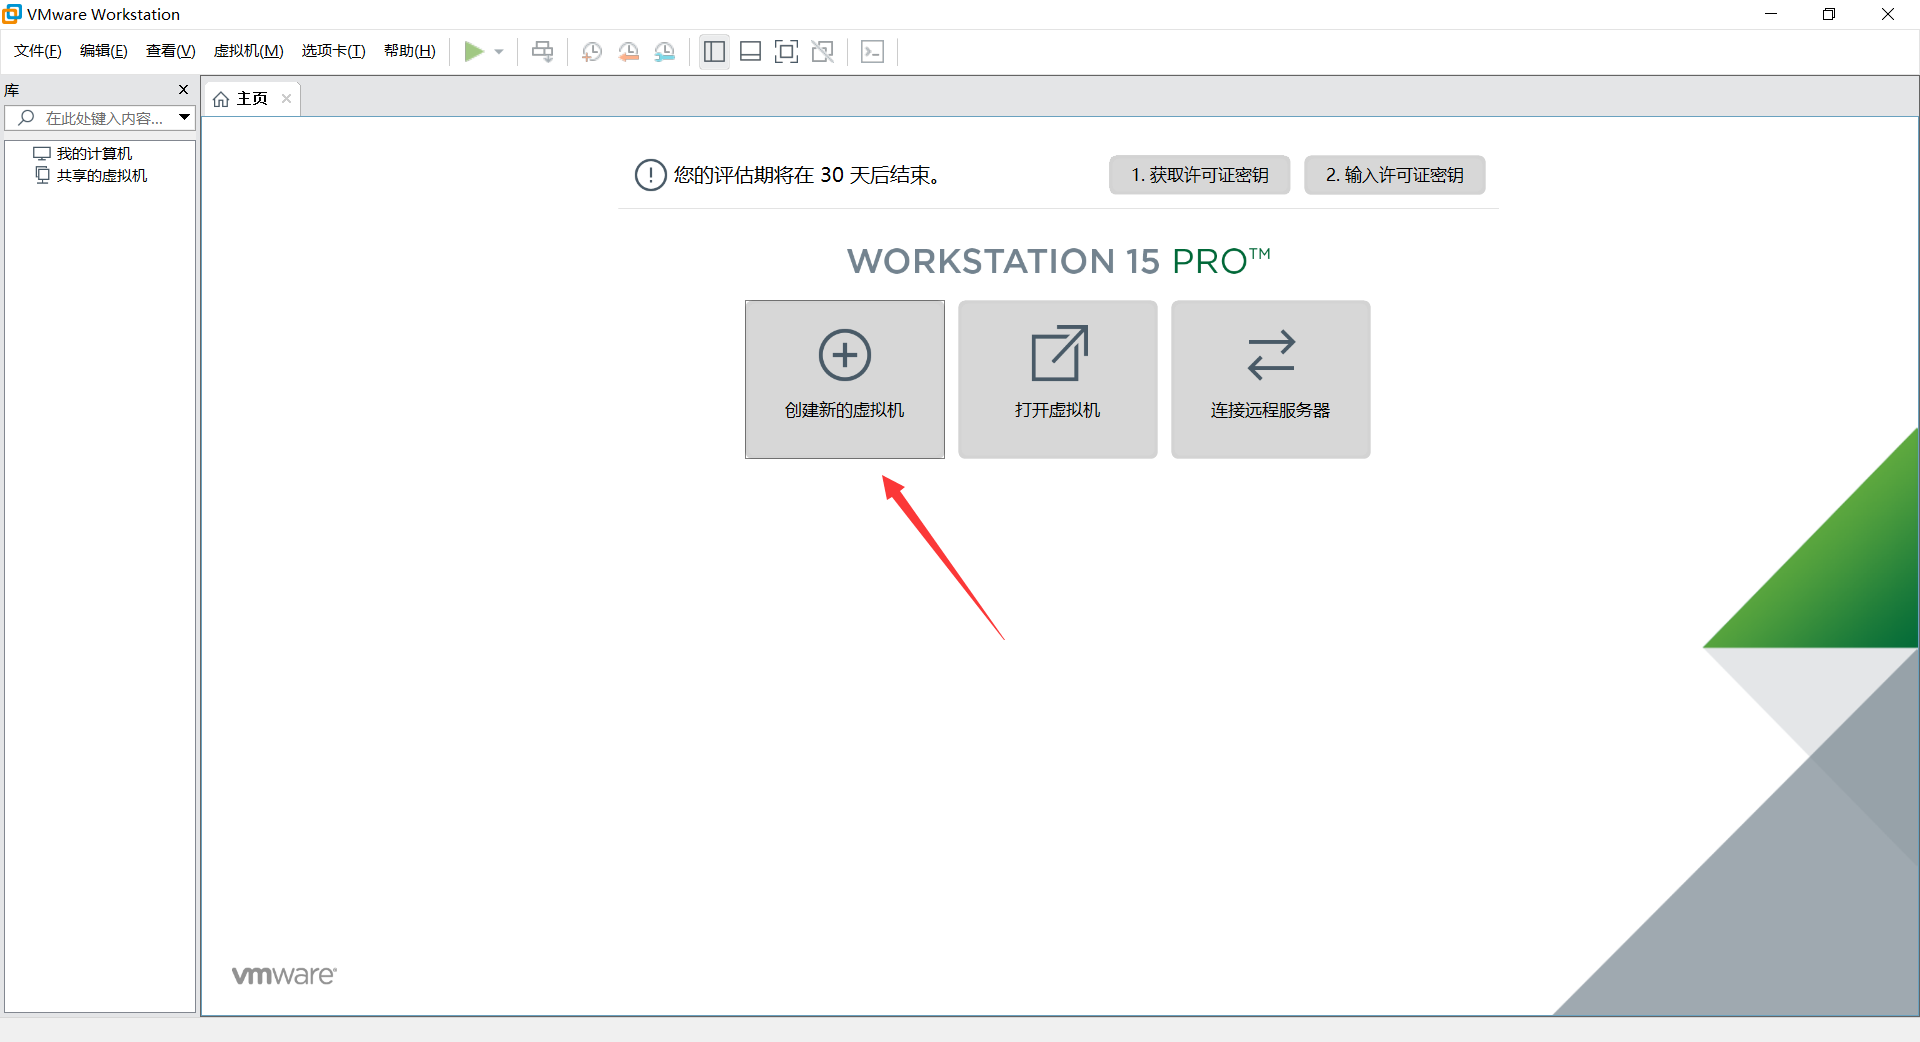 VMware Workstation
文件(F) 编辑(E) 查看(V) 虚拟机(M) 选项卡(T) 帮助(H)
库
主页
在此处键入内容...
我的计算机
共享的虚拟机
您的评估期将在 30 天后结束。
1. 获取许可证密钥
2. 输入许可证密钥
WORKSTATION 15 PRO™
创建新的虚拟机
打开虚拟机
连接远程服务器
vmware